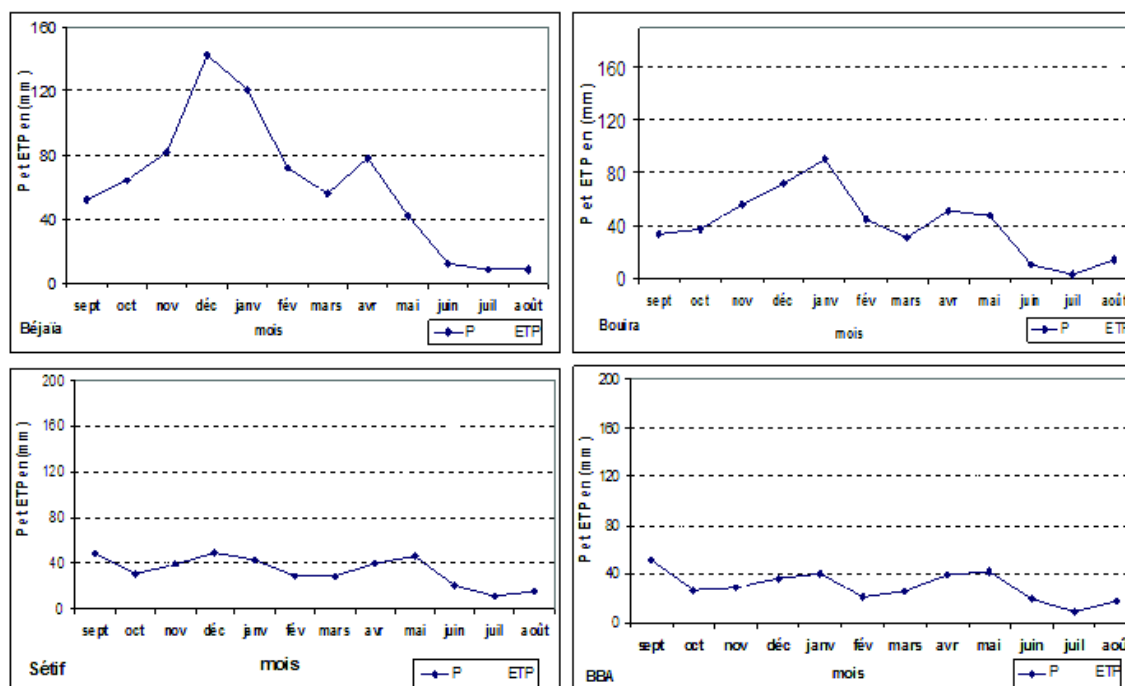 160
120
80
40
0
P et ETP en (mm)
sept oct nov déc janv fév mars avr mai juin juil août
Béjaïa
mois
P ETP
160
120
80
40
0
P et ETP en (mm)
sept oct nov déc janv fév mars avr mai juin juil août
Bouira
mois
P ETP
200
160
120
80
40
0
P et ETP en (mm)
sept oct nov déc janv fév mars avr mai juin juil août
Sétif
mois
P ETP
200
160
120
80
40
0
P et ETP en (mm)
sept oct nov déc janv fév mars avr mai juin juil août
BBA
mois
P ETP